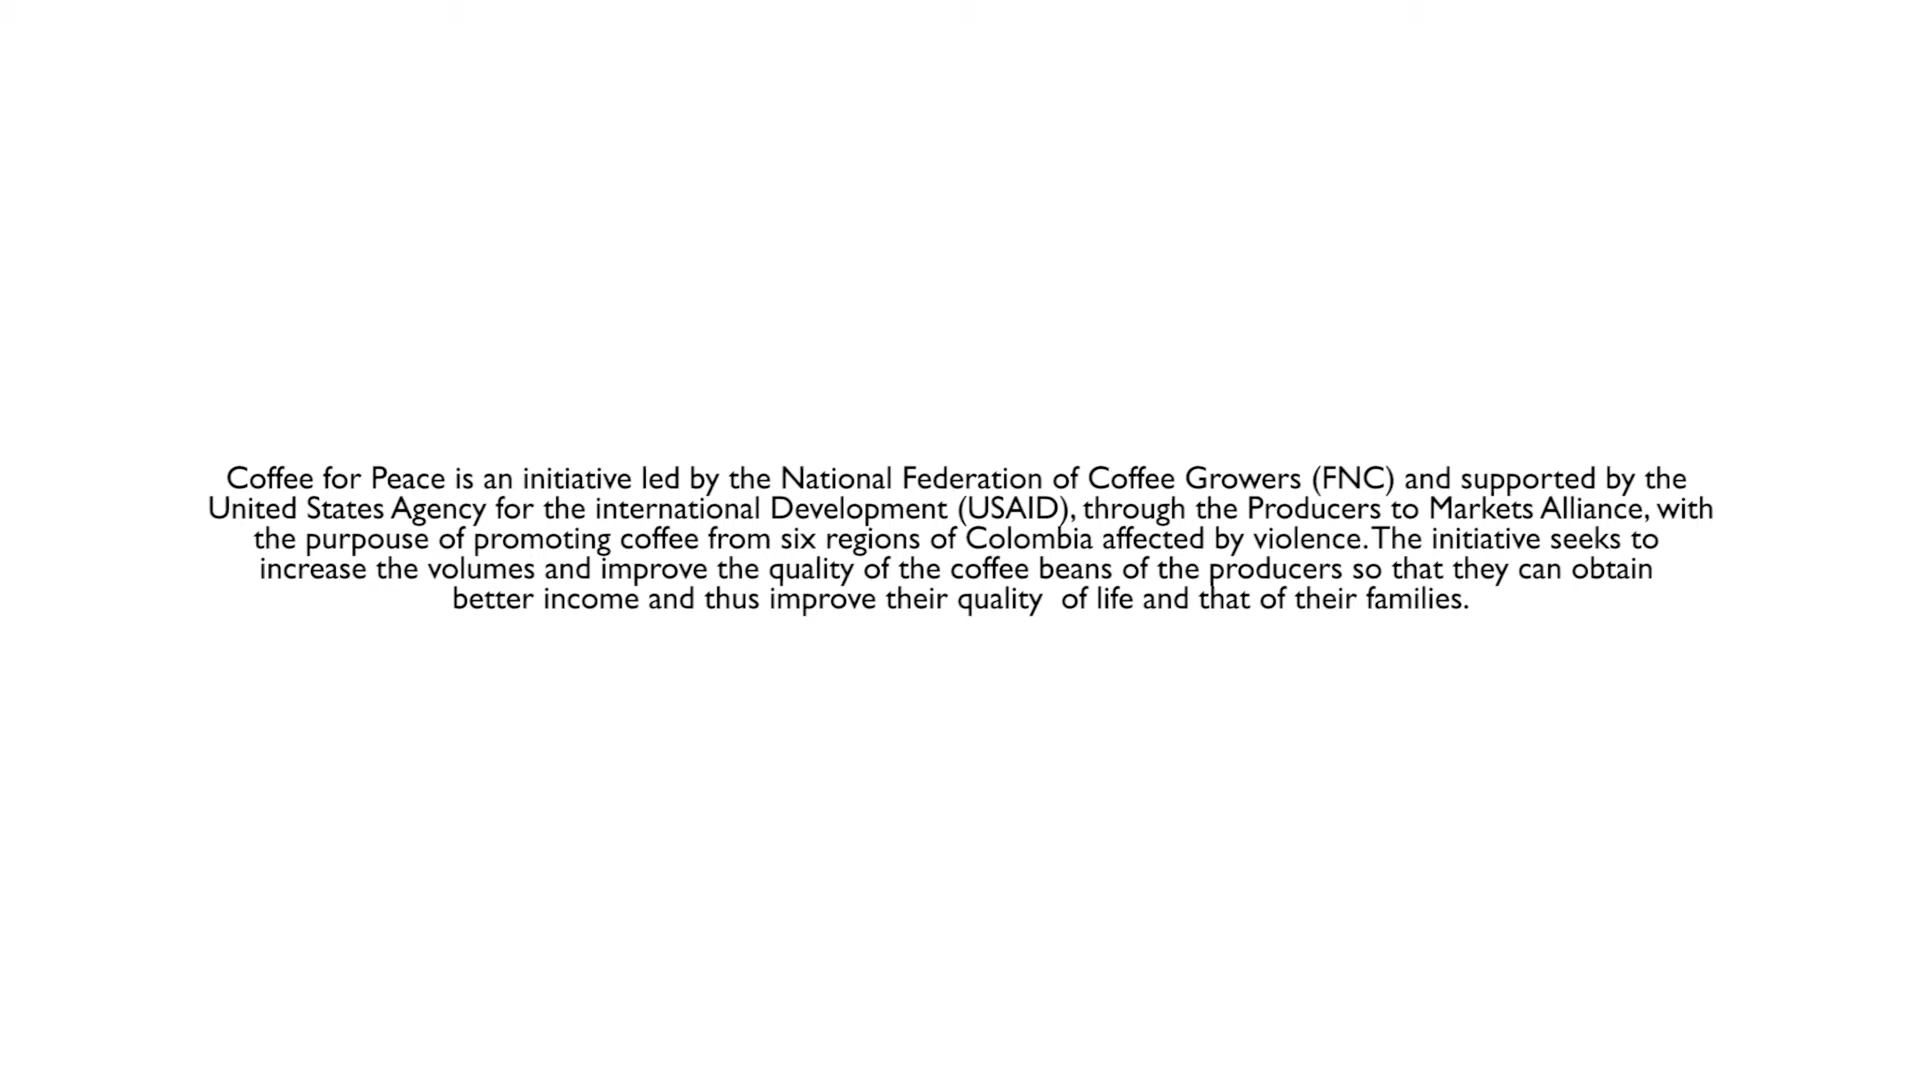 Coffee for Peace is an initiative led by the National Federation of Coffee Growers (FNC) and supported by the
United States Agency for the international Development (USAID), through the Producers to Markets Alliance, with
the purpouse of promoting coffee from six regions of Colombia affected by violence. The initiative seeks to
increase the volumes and improve the quality of the coffee beans of the producers so that they can obtain
better income and thus improve their quality  of life and that of their families.